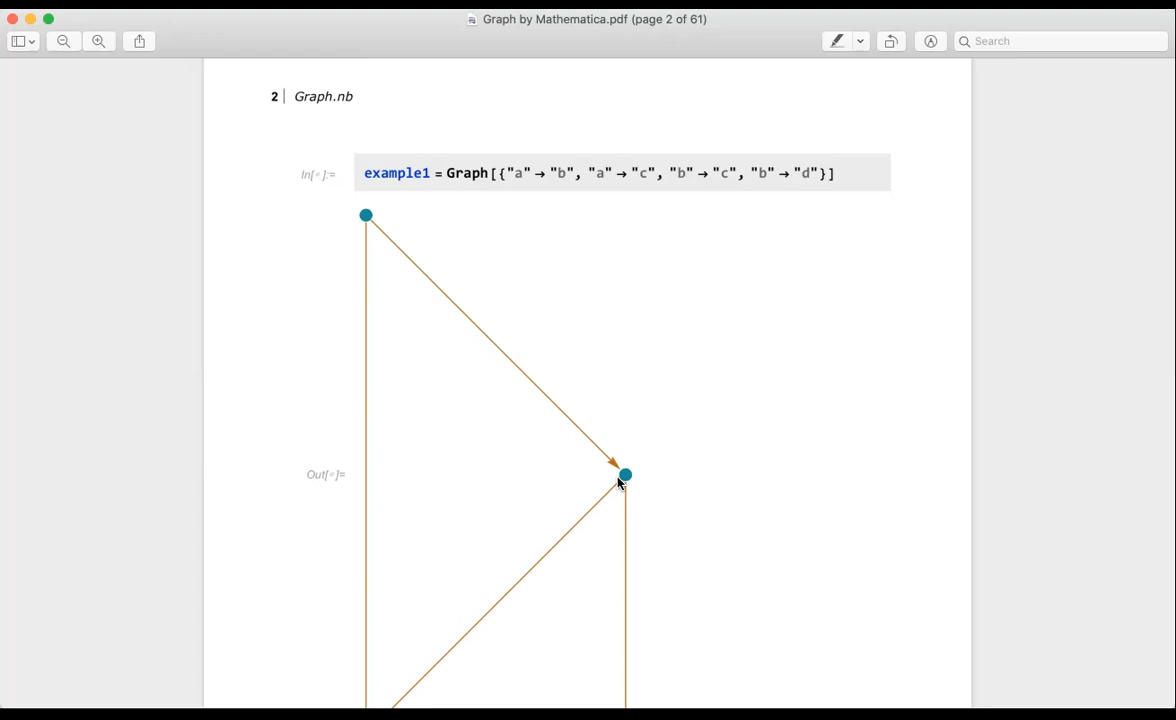 Graph by Mathematica.pdf (page 2 of 61)
Search
2 | Graph.nb
In[◦]:= example1 = Graph[{"a" → "b", "a" → "c", "b" → "c", "b" → "d"}]
Out[◦]=